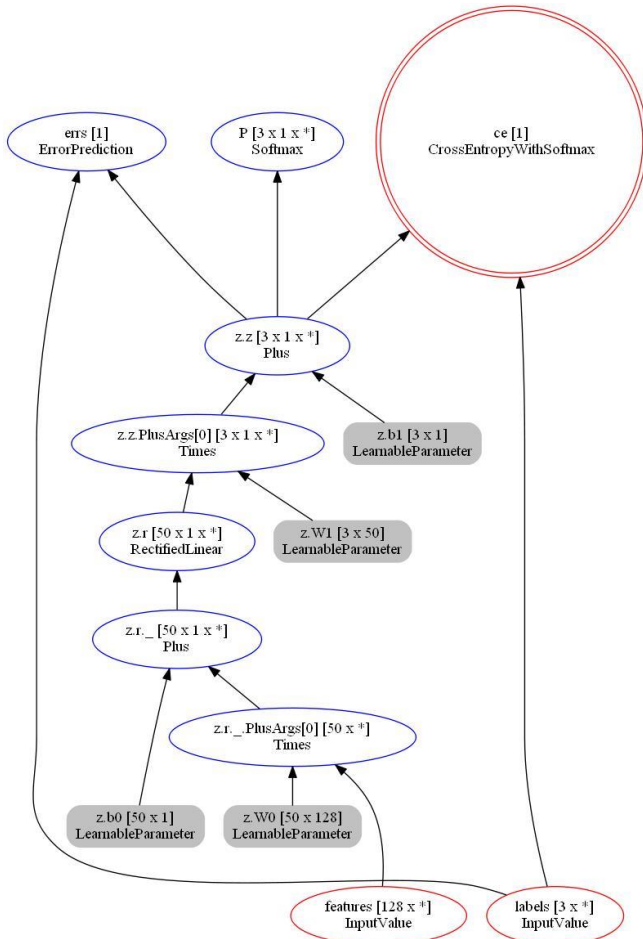 errs [1]
ErrorPrediction
P [3 x 1 x *]
Softmax
ce [1]
CrossEntropyWithSoftmax
z.z [3 x 1 x *]
Plus
z.z.PlusArgs[0] [3 x 1 x *]
Times
z.b1 [3 x 1]
LearnableParameter
z.r [50 x 1 x *]
RectifiedLinear
z.W1 [3 x 50]
LearnableParameter
z.r._ [50 x 1 x *]
Plus
z.r._.PlusArgs[0] [50 x *]
Times
z.b0 [50 x 1]
LearnableParameter
z.W0 [50 x 128]
LearnableParameter
features [128 x *]
InputValue
labels [3 x *]
InputValue